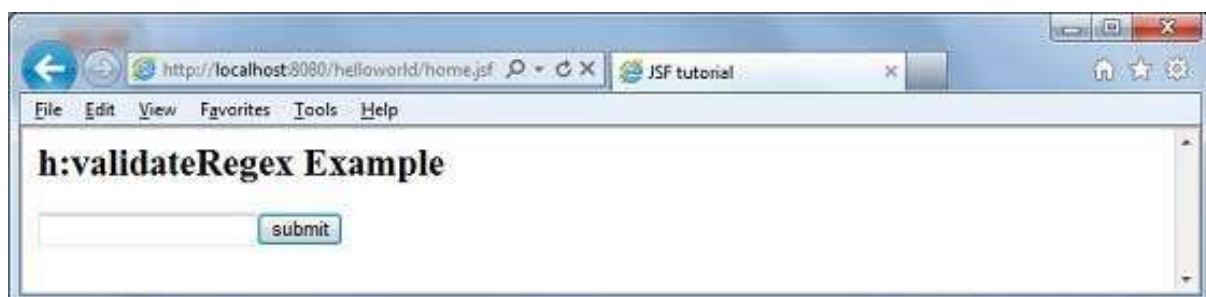 http://localhost:8080/helloworld/home.jsf
JSF tutorial
File Edit View Favorites Tools Help
h:validateRegex Example
submit